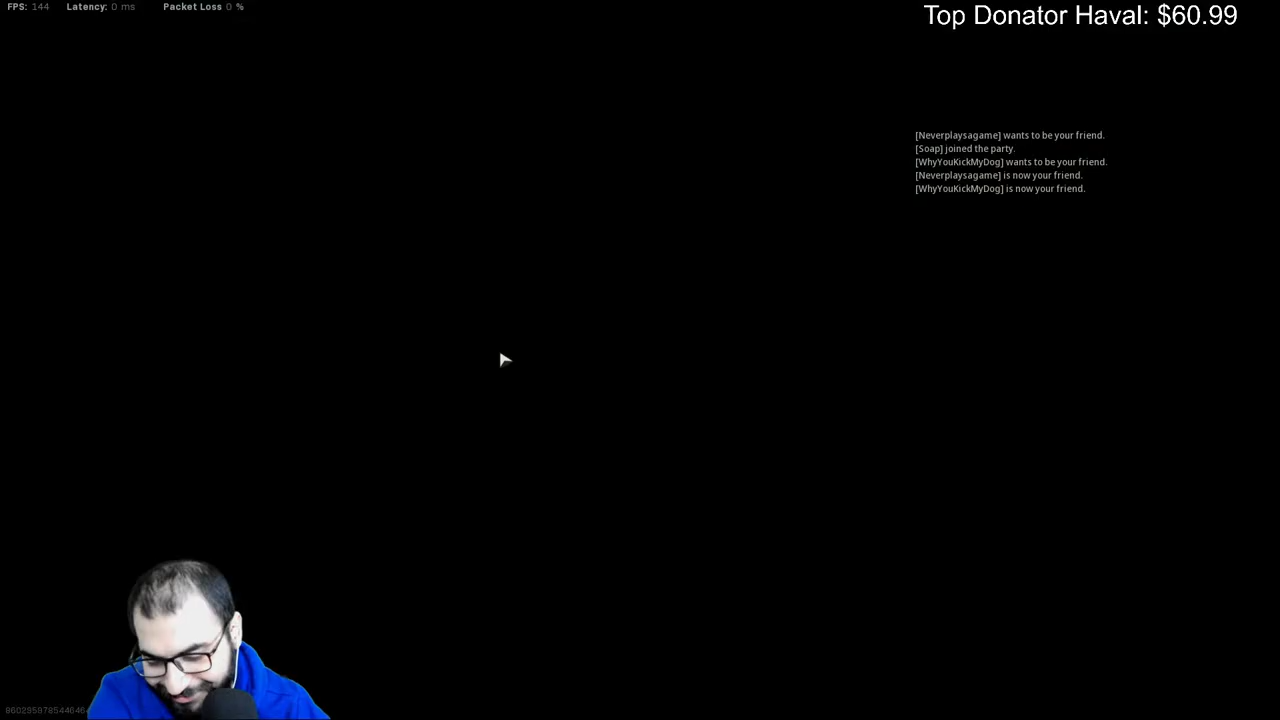 FPS: 144 Latency: 0 ms Packet Loss 0 %
Top Donator Haval: $60.99
[Neverplaysagame] wants to be your friend.
[Soap] joined the party.
[WhyYouKickMyDog] wants to be your friend.
[Neverplaysagame] is now your friend.
[WhyYouKickMyDog] is now your friend.